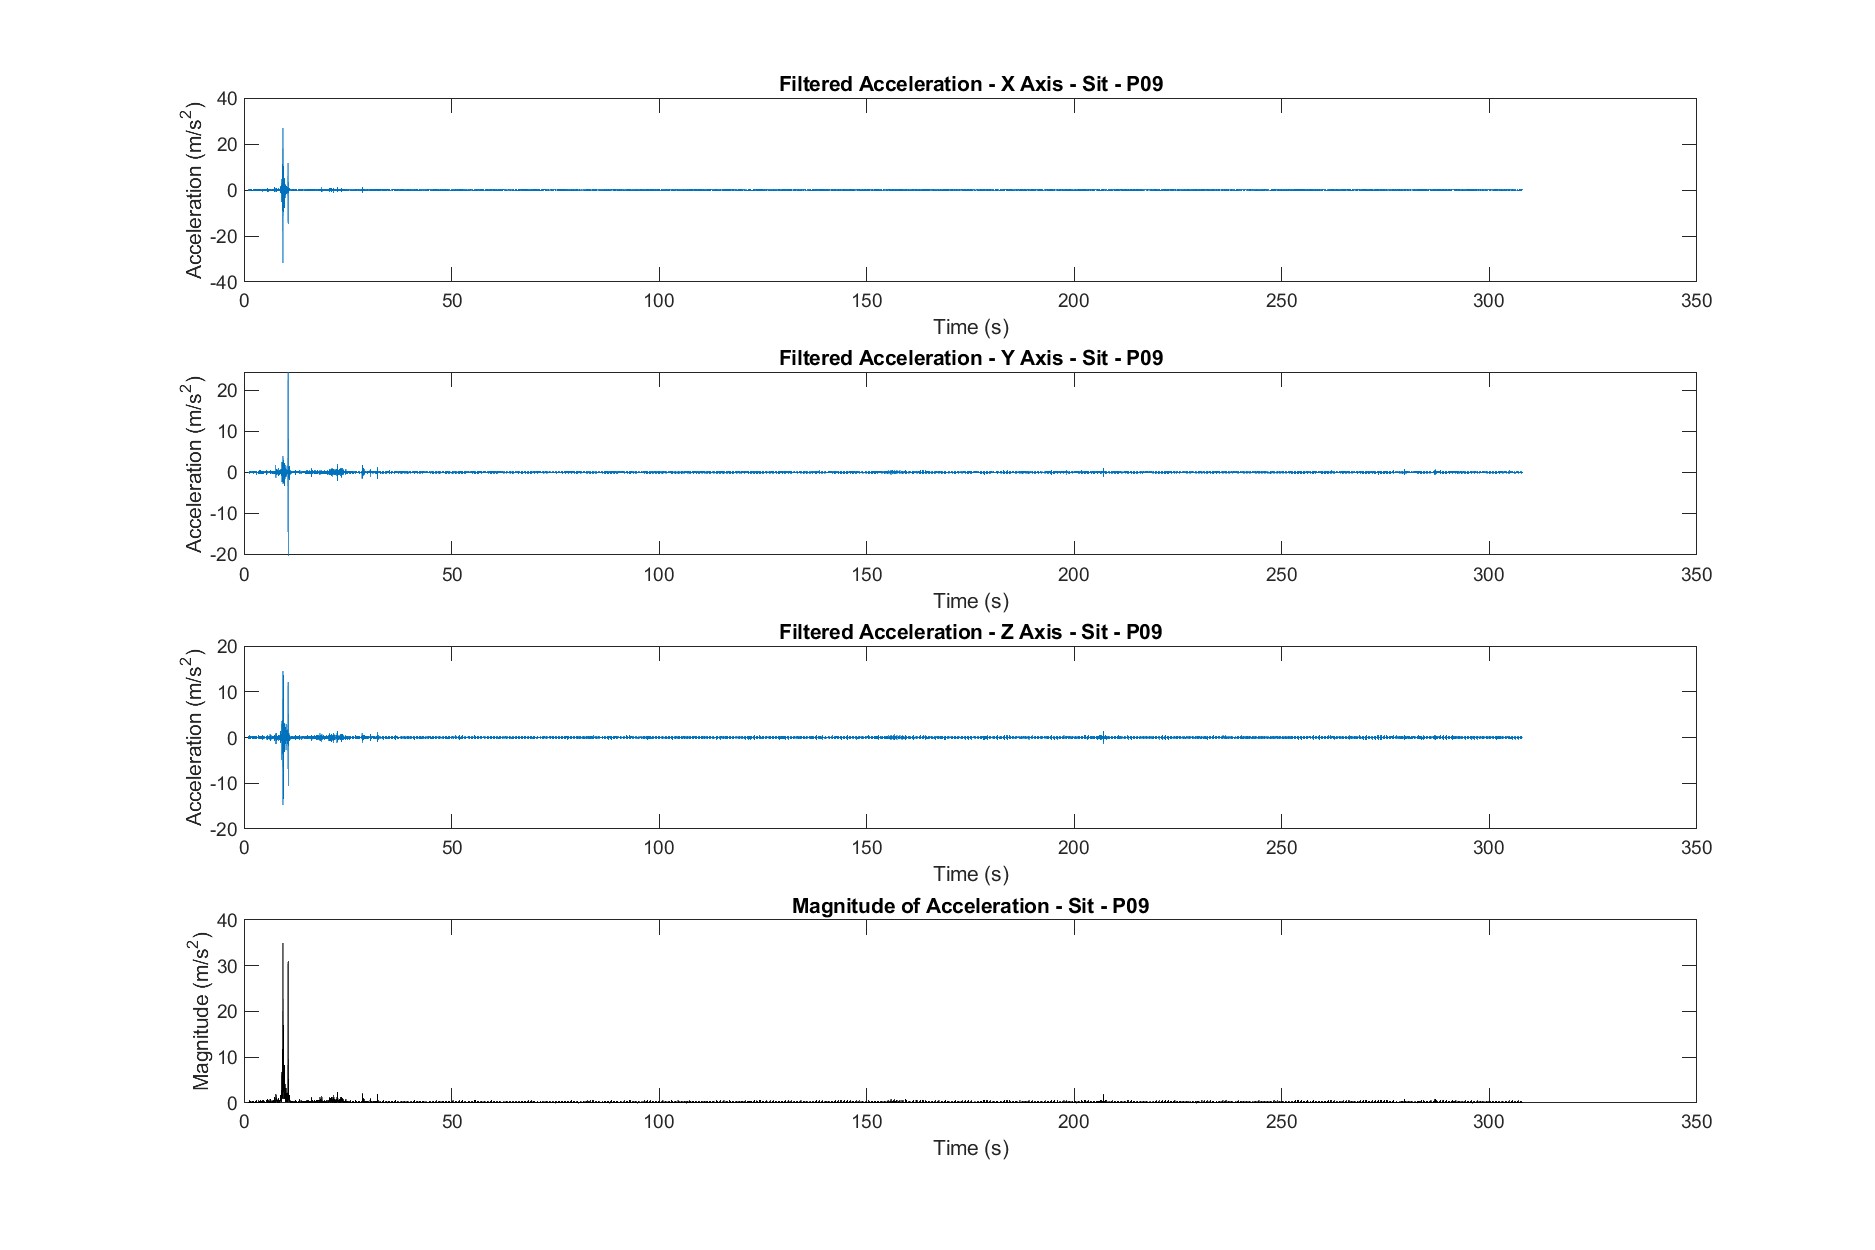 Filtered Acceleration - X Axis - Sit - P09
Acceleration (m/s²)
40
20
0
-20
-40
0 50 100 150 200 250 300 350
Time (s)
Filtered Acceleration - Y Axis - Sit - P09
Acceleration (m/s²)
20
10
0
-10
-20
0 50 100 150 200 250 300 350
Time (s)
Filtered Acceleration - Z Axis - Sit - P09
Acceleration (m/s²)
20
10
0
-10
-20
0 50 100 150 200 250 300 350
Time (s)
Magnitude of Acceleration - Sit - P09
Magnitude (m/s²)
40
30
20
10
0
0 50 100 150 200 250 300 350
Time (s)